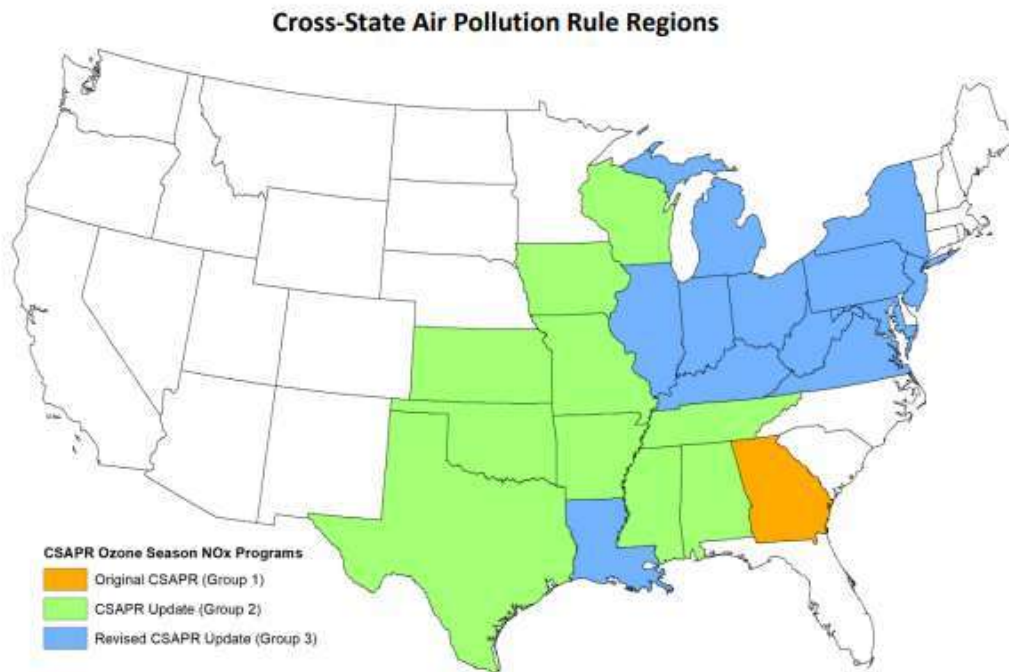 Cross-State Air Pollution Rule Regions
CSAPR Ozone Season NOx Programs
Original CSAPR (Group 1)
CSAPR Update (Group 2)
Revised CSAPR Update (Group 3)